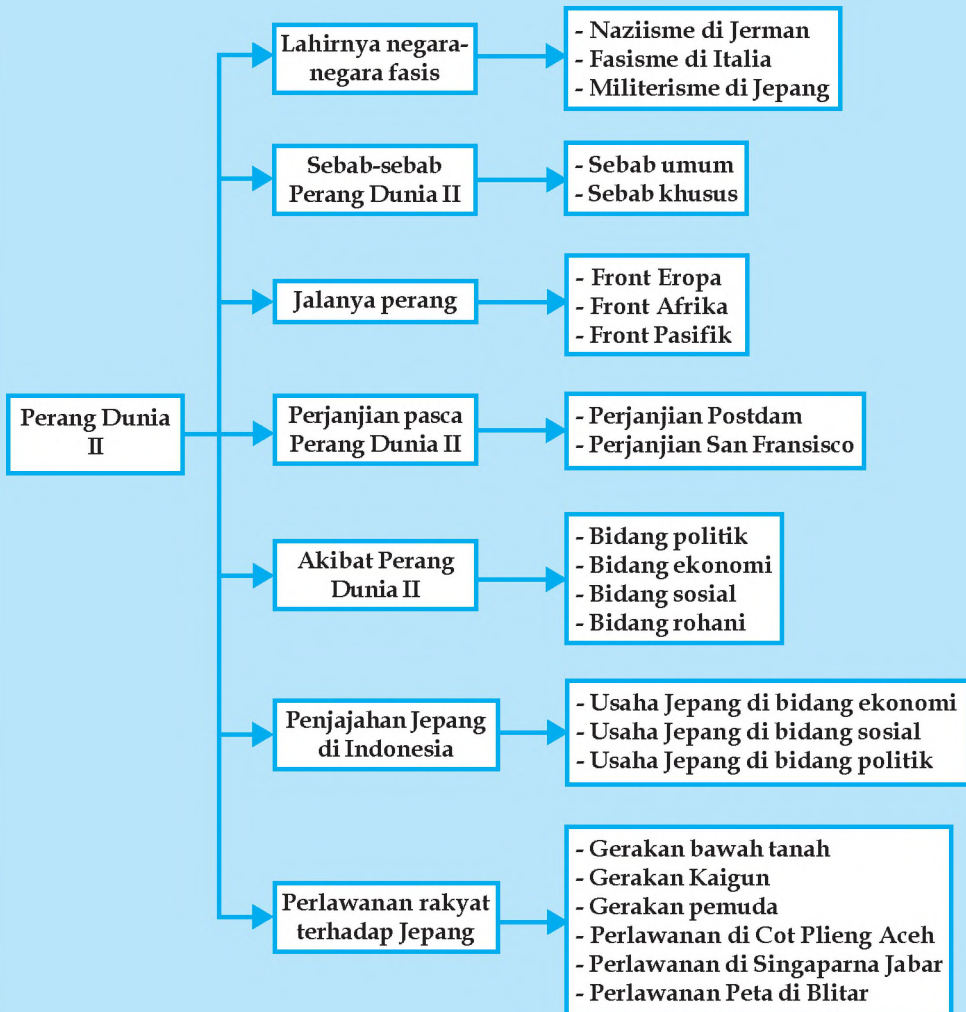 Perang Dunia
II
Lahirnya negara-
negara fasis
- Naziisme di Jerman
- Fasisme di Italia
- Militerisme di Jepang
Sebab-sebab
Perang Dunia II
- Sebab umum
- Sebab khusus
Jalanya perang
- Front Eropa
- Front Afrika
- Front Pasifik
Perjanjian pasca
Perang Dunia II
- Perjanjian Postdam
- Perjanjian San Fransisco
Akibat Perang
Dunia II
- Bidang politik
- Bidang ekonomi
- Bidang sosial
- Bidang rohani
Penjajahan Jepang
di Indonesia
- Usaha Jepang di bidang ekonomi
- Usaha Jepang di bidang sosial
- Usaha Jepang di bidang politik
Perlawanan rakyat
terhadap Jepang
- Gerakan bawah tanah
- Gerakan Kaigun
- Gerakan pemuda
- Perlawanan di Cot Plieng Aceh
- Perlawanan di Singaparna Jabar
- Perlawanan Peta di Blitar